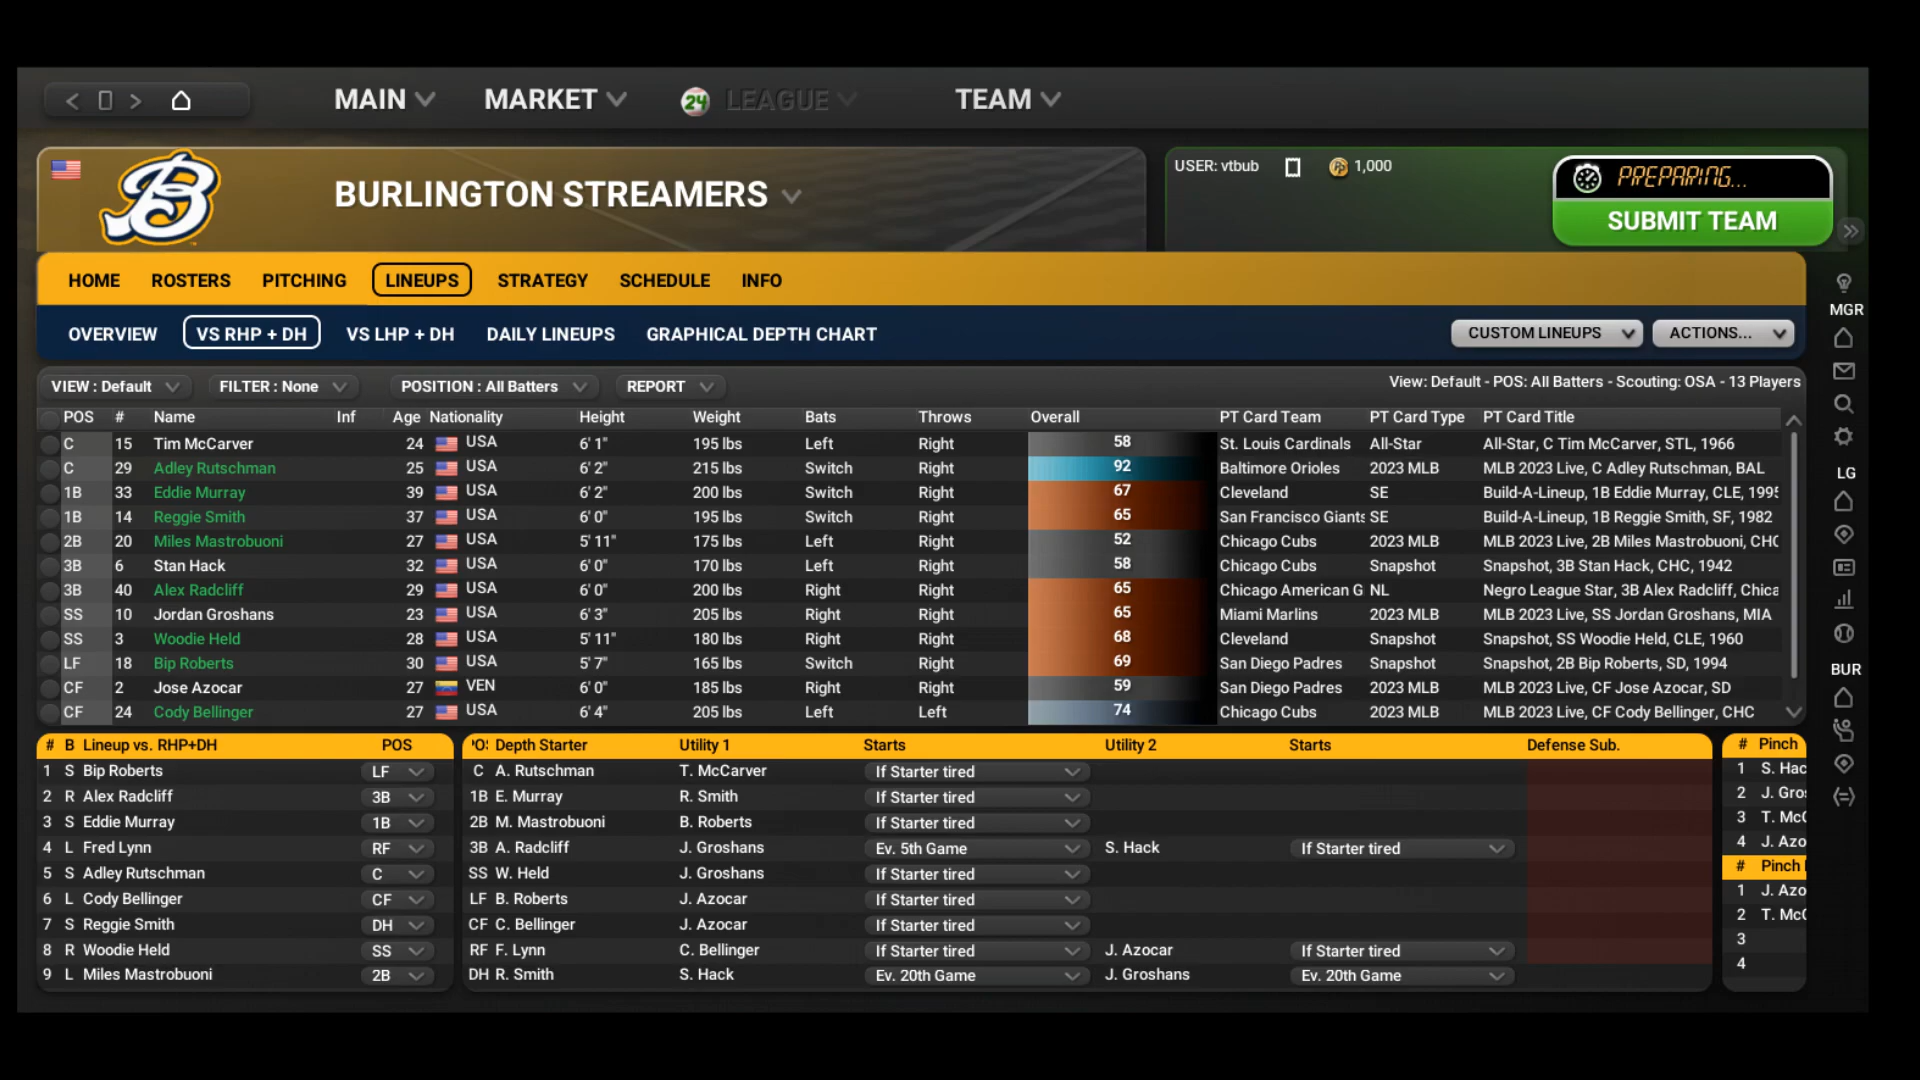 MAIN MARKET 24 LEAGUE TEAM
BURLINGTON STREAMERS
USER: vtbub 1,000
PREPARING...
SUBMIT TEAM
HOME ROSTERS PITCHING LINEUPS STRATEGY SCHEDULE INFO
OVERVIEW VS RHP + DH VS LHP + DH DAILY LINEUPS GRAPHICAL DEPTH CHART CUSTOM LINEUPS ACTIONS...
VIEW : Default FILTER : None POSITION : All Batters REPORT View: Default - POS: All Batters - Scouting: OSA - 13 Players
POS # Name Inf Age Nationality Height Weight Bats Throws Overall PT Card Team PT Card Type PT Card Title
C 15 Tim McCarver 24 USA 6' 1" 195 lbs Left Right 58 St. Louis Cardinals All-Star All-Star, C Tim McCarver, STL, 1966
C 29 Adley Rutschman 25 USA 6' 2" 215 lbs Switch Right 92 Baltimore Orioles 2023 MLB MLB 2023 Live, C Adley Rutschman, BAL
1B 33 Eddie Murray 39 USA 6' 2" 200 lbs Switch Right 67 Cleveland SE Build-A-Lineup, 1B Eddie Murray, CLE, 1995
1B 14 Reggie Smith 37 USA 6' 0" 195 lbs Switch Right 65 San Francisco Giants SE Build-A-Lineup, 1B Reggie Smith, SF, 1982
2B 20 Miles Mastrobuoni 27 USA 5' 11" 175 lbs Left Right 52 Chicago Cubs 2023 MLB MLB 2023 Live, 2B Miles Mastrobuoni, CHC
3B 6 Stan Hack 32 USA 6' 0" 170 lbs Left Right 58 Chicago Cubs Snapshot Snapshot, 3B Stan Hack, CHC, 1942
3B 40 Alex Radcliff 29 USA 6' 0" 200 lbs Right Right 65 Chicago American G NL Negro League Star, 3B Alex Radcliff, Chica
SS 10 Jordan Groshans 23 USA 6' 3" 205 lbs Right Right 65 Miami Marlins 2023 MLB MLB 2023 Live, SS Jordan Groshans, MIA
SS 3 Woodie Held 28 USA 5' 11" 180 lbs Right Right 68 Cleveland Snapshot Snapshot, SS Woodie Held, CLE, 1960
LF 18 Bip Roberts 30 USA 5' 7" 165 lbs Switch Right 69 San Diego Padres Snapshot Snapshot, 2B Bip Roberts, SD, 1994
CF 2 Jose Azocar 27 VEN 6' 0" 185 lbs Right Right 59 San Diego Padres 2023 MLB MLB 2023 Live, CF Jose Azocar, SD
CF 24 Cody Bellinger 27 USA 6' 4" 205 lbs Left Left 74 Chicago Cubs 2023 MLB MLB 2023 Live, CF Cody Bellinger, CHC
# B Lineup vs. RHP+DH POS
1 S Bip Roberts LF
2 R Alex Radcliff 3B
3 S Eddie Murray 1B
4 L Fred Lynn RF
5 S Adley Rutschman C
6 L Cody Bellinger CF
7 S Reggie Smith DH
8 R Woodie Held SS
9 L Miles Mastrobuoni 2B
Depth Starter Utility 1 Starts Utility 2 Starts Defense Sub.
C A. Rutschman T. McCarver If Starter tired
1B E. Murray R. Smith If Starter tired
2B M. Mastrobuoni B. Roberts If Starter tired
3B A. Radcliff J. Groshans Ev. 5th Game S. Hack If Starter tired
SS W. Held J. Groshans If Starter tired
LF B. Roberts J. Azocar If Starter tired
CF C. Bellinger J. Azocar If Starter tired
RF F. Lynn C. Bellinger If Starter tired J. Azocar If Starter tired
DH R. Smith S. Hack Ev. 20th Game J. Groshans Ev. 20th Game
# Pinch
1 S. Hac
2 J. Gro
3 T. McC
4 J. Azo
# Pinch
1 J. Azo
2 T. McC
3
4
MGR
LG
BUR